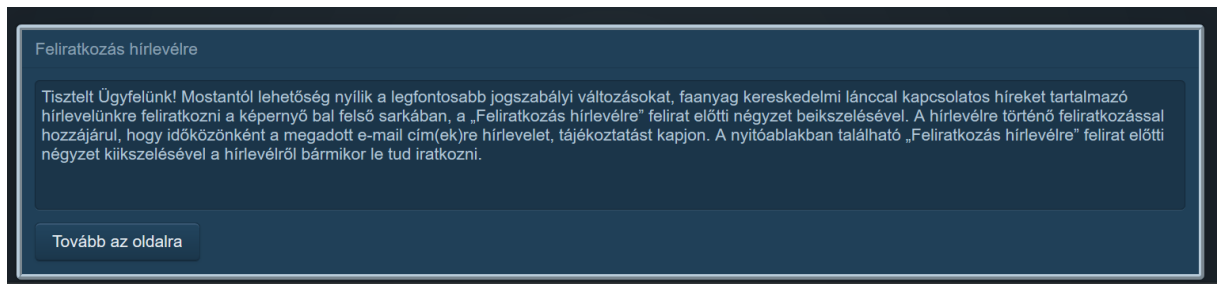 Feliratkozás hírlevélre
Tisztelt Ügyfelünk! Mostantól lehetőség nyílik a legfontosabb jogszabályi változásokat, faanyag kereskedelmi lánccal kapcsolatos híreket tartalmazó
hírlevelünkre feliratkozni a képernyő bal felső sarkában, a „Feliratkozás hírlevélre” felirat előtti négyzet beikszelésével. A hírlevélre történő feliratkozással
hozzájárul, hogy időközönként a megadott e-mail cím(ek)re hírlevelet, tájékoztatást kapjon. A nyitóablakban található „Feliratkozás hírlevélre” felirat előtti
négyzet kiikszelésével a hírlevélről bármikor le tud iratkozni.
Tovább az oldalra